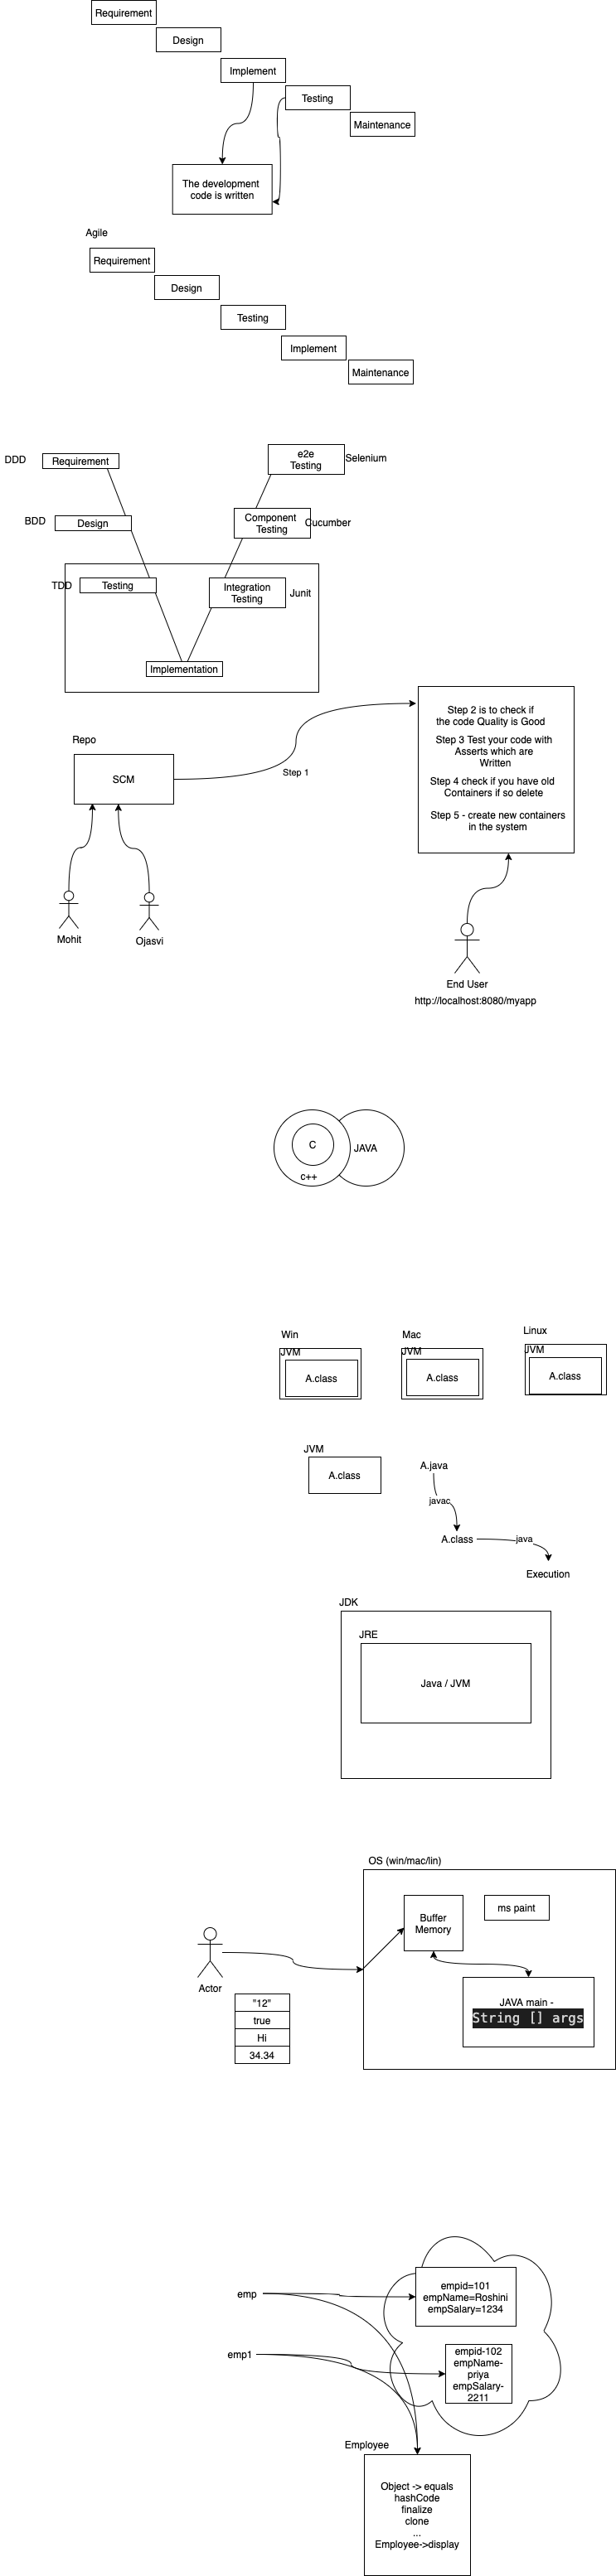 Requirement
Design
Implement
Testing
Maintenance
The development
code is written
Agile
Requirement
Design
Testing
Implement
Maintenance
DDD
Requirement
e2e
Testing
Selenium
BDD
Design
Component
Testing
Cucumber
TDD
Testing
Integration
Testing
Junit
Implementation
Repo
SCM
Step 1
Step 2 is to check if
the code Quality is Good
Step 3 Test your code with
Asserts which are
Written
Step 4 check if you have old
Containers if so delete
Step 5 - create new containers
in the system
Mohit
Ojasvi
End User
http://localhost:8080/myapp
C
c++
JAVA
Win
JVM
A.class
Mac
JVM
A.class
Linux
JVM
A.class
JVM
A.class
A.java
javac
A.class
java
Execution
JDK
JRE
Java / JVM
OS (win/mac/lin)
Buffer
Memory
ms paint
Actor
JAVA main -
String [] args
"12"
true
Hi
34.34
emp
empid=101
empName=Roshini
empSalary=1234
emp1
empid-102
empName-
priya
empSalary-
2211
Employee
Object -> equals
hashCode
finalize
clone
...
Employee->display